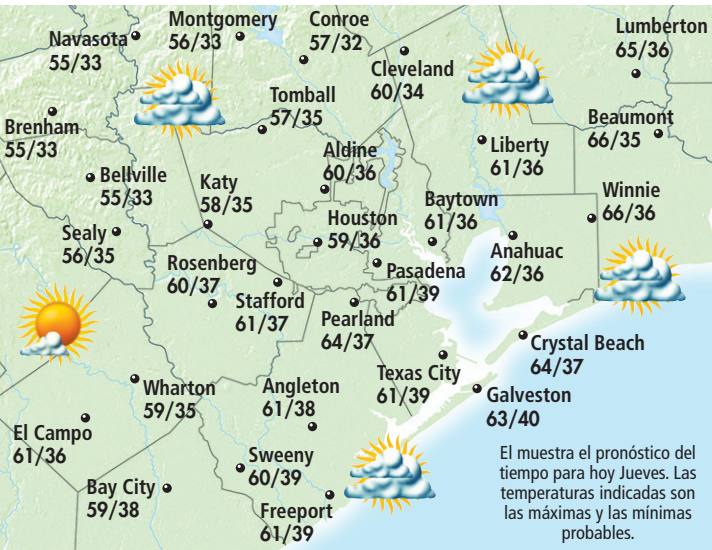 Montgomery
56/33
Conroe
57/32
Lumberton
65/36
Navasota
55/33
Cleveland
60/34
Tomball
57/35
Beaumont
66/35
Brenham
55/33
Liberty
61/36
Aldine
60/36
Bellville
55/33
Katy
58/35
Baytown
61/36
Winnie
66/36
Houston
59/36
Sealy
56/35
Anahuac
62/36
Rosenberg
60/37
Pasadena
61/39
Stafford
61/37
Pearland
64/37
Crystal Beach
64/37
Texas City
61/39
Wharton
59/35
Angleton
61/38
Galveston
63/40
El Campo
61/36
Sweeny
60/39
Bay City
59/38
Freeport
61/39
El muestra el pronóstico del
tiempo para hoy Jueves. Las
temperaturas indicadas son
las máximas y las mínimas
probables.